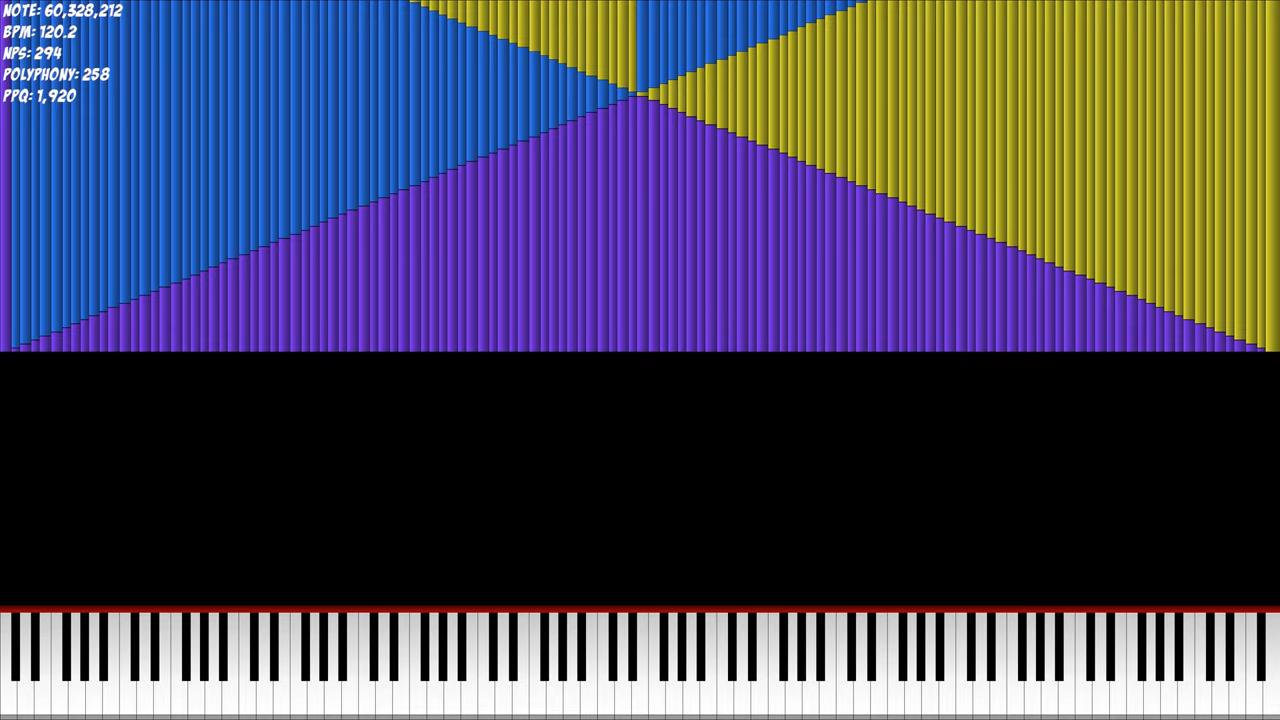 NOTE: 60,328,212
BPM: 120.2
NPS: 294
POLYPHONY: 258
PPQ: 1,920